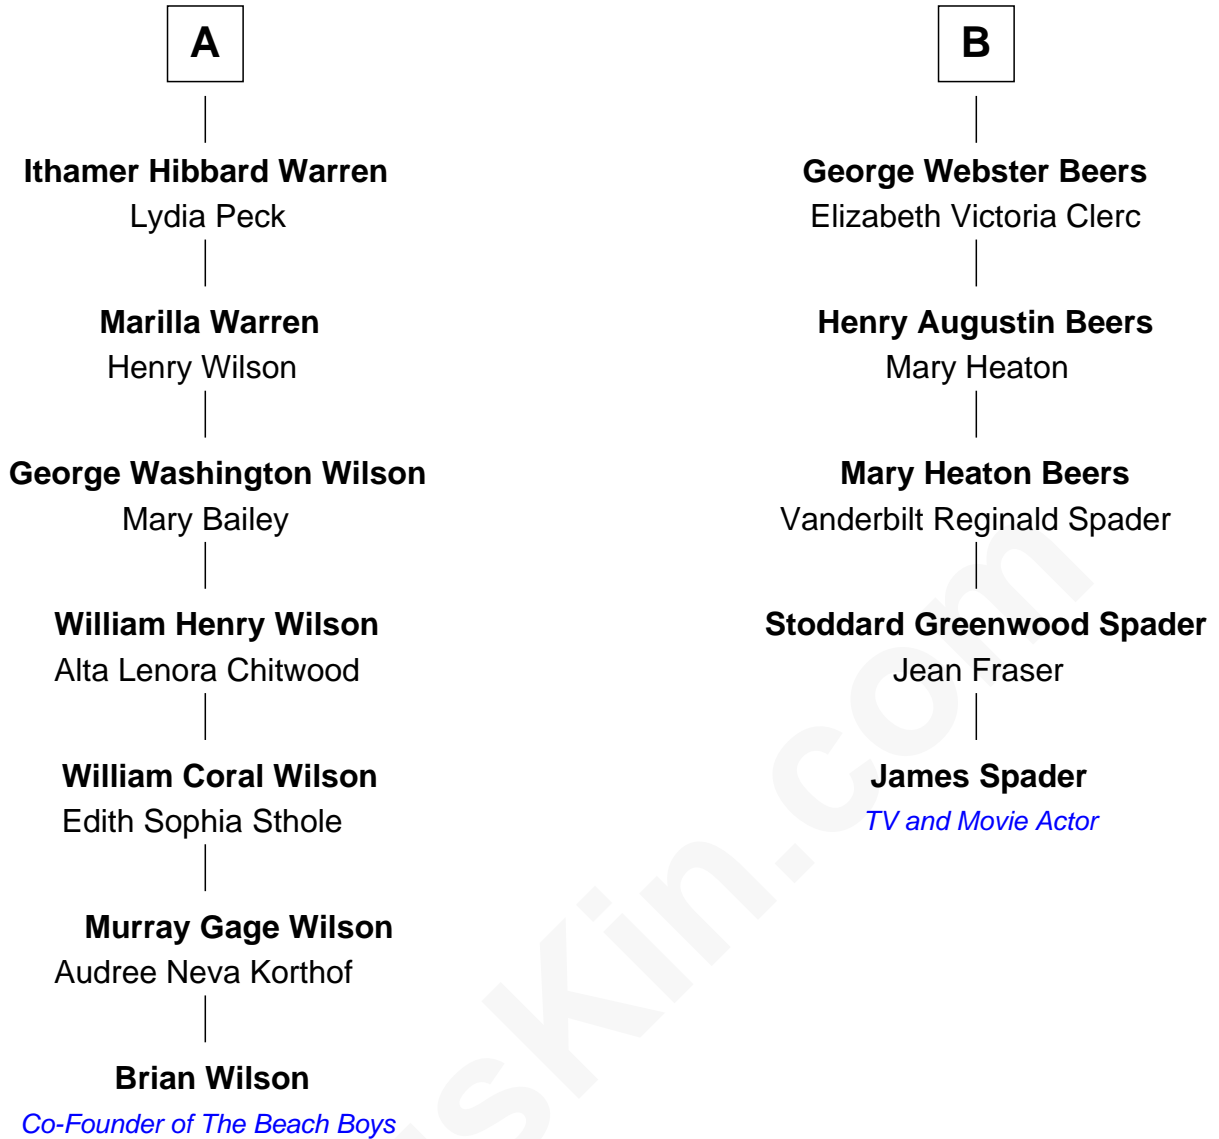 A
Ithamer Hibbard Warren
Lydia Peck
Marilla Warren
Henry Wilson
George Washington Wilson
Mary Bailey
William Henry Wilson
Alta Lenora Chitwood
William Coral Wilson
Edith Sophia Sthole
Murray Gage Wilson
Audree Neva Korthof
Brian Wilson
Co-Founder of The Beach Boys
B
George Webster Beers
Elizabeth Victoria Clerc
Henry Augustin Beers
Mary Heaton
Mary Heaton Beers
Vanderbilt Reginald Spader
Stoddard Greenwood Spader
Jean Fraser
James Spader
TV and Movie Actor